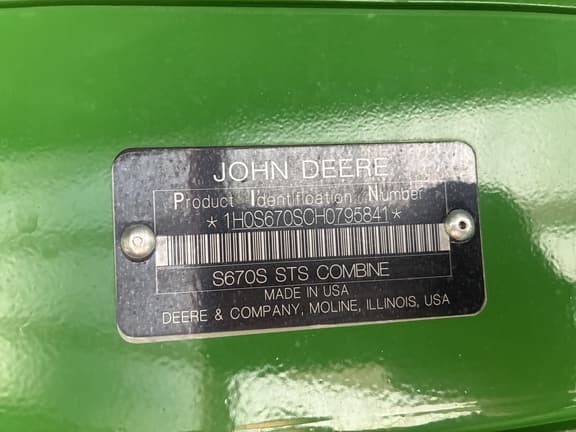 JOHN DEERE
Product Identification Number
*1H0S670SCH0795841*
S670S STS COMBINE
MADE IN USA
DEERE & COMPANY, MOLINE, ILLINOIS, USA